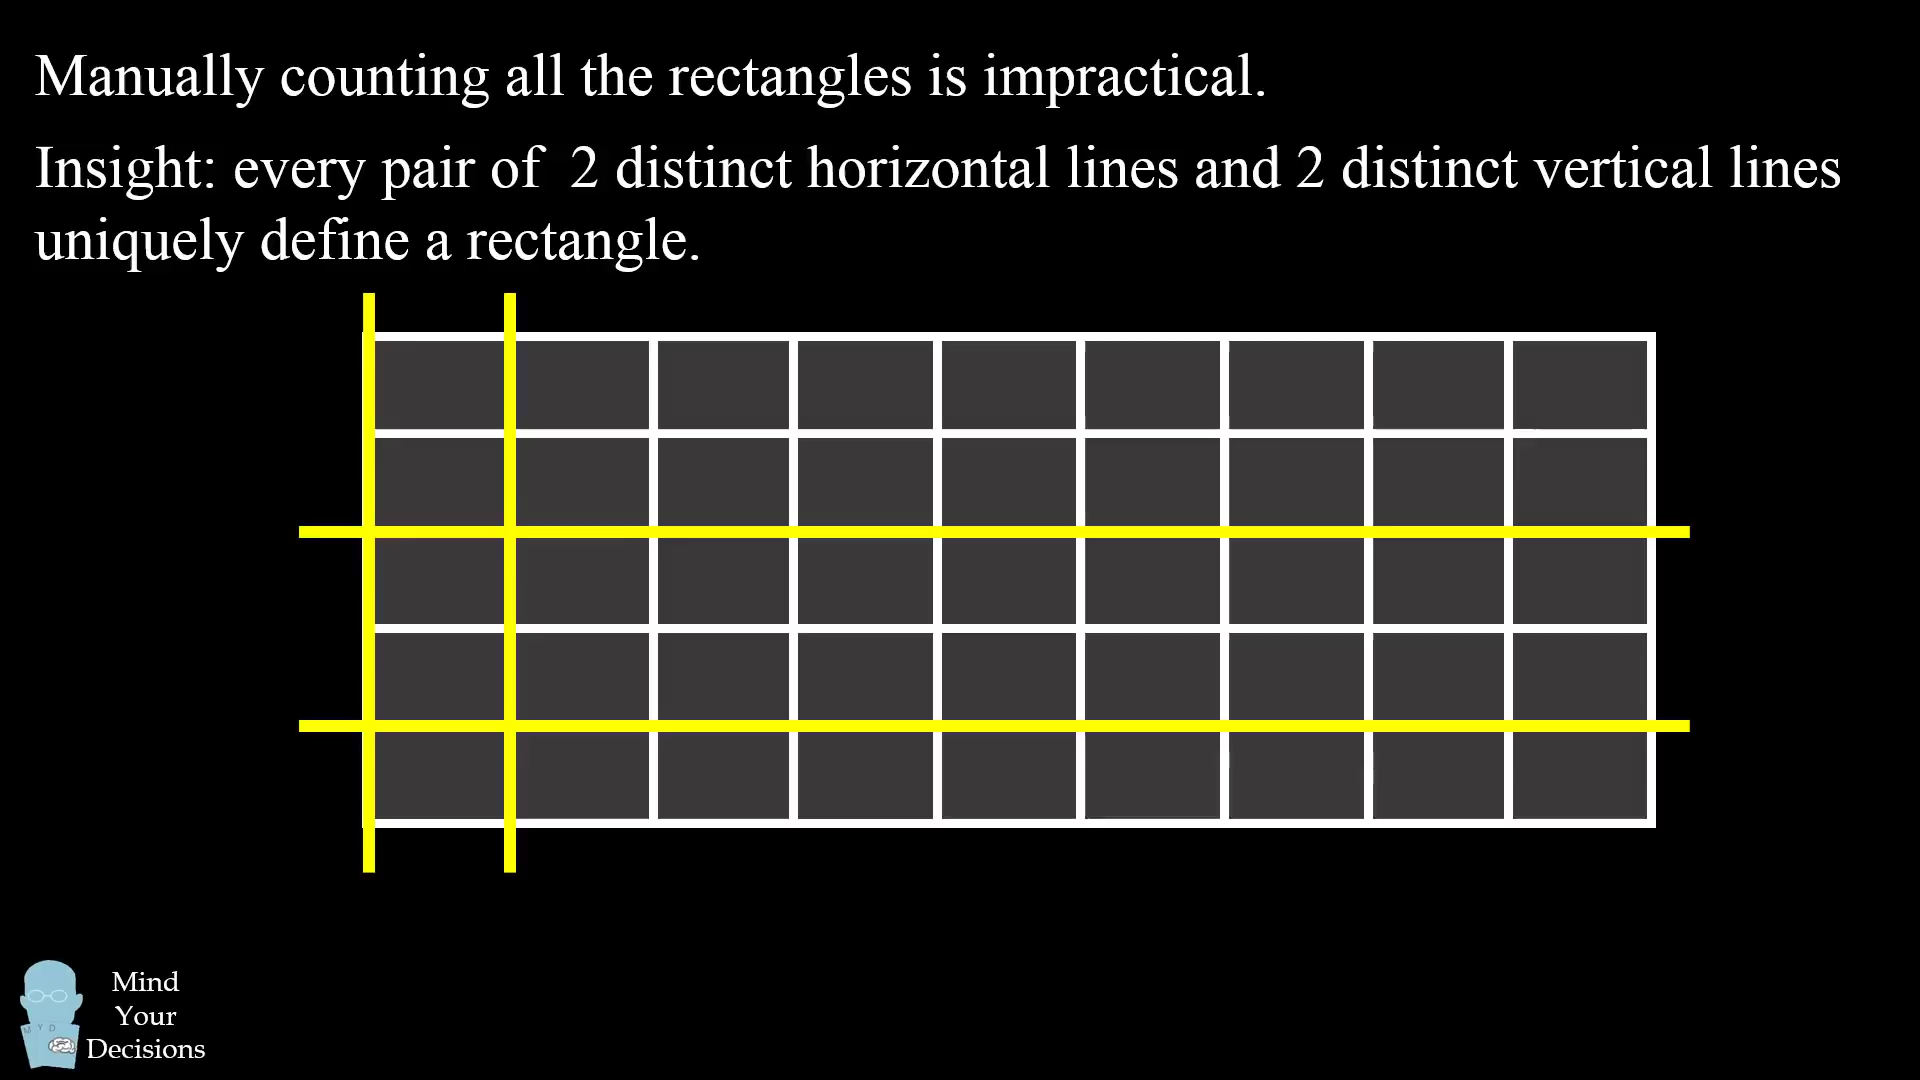 Manually counting all the rectangles is impractical.
Insight: every pair of 2 distinct horizontal lines and 2 distinct vertical lines
uniquely define a rectangle.
Mind
Your
Decisions
M Y D